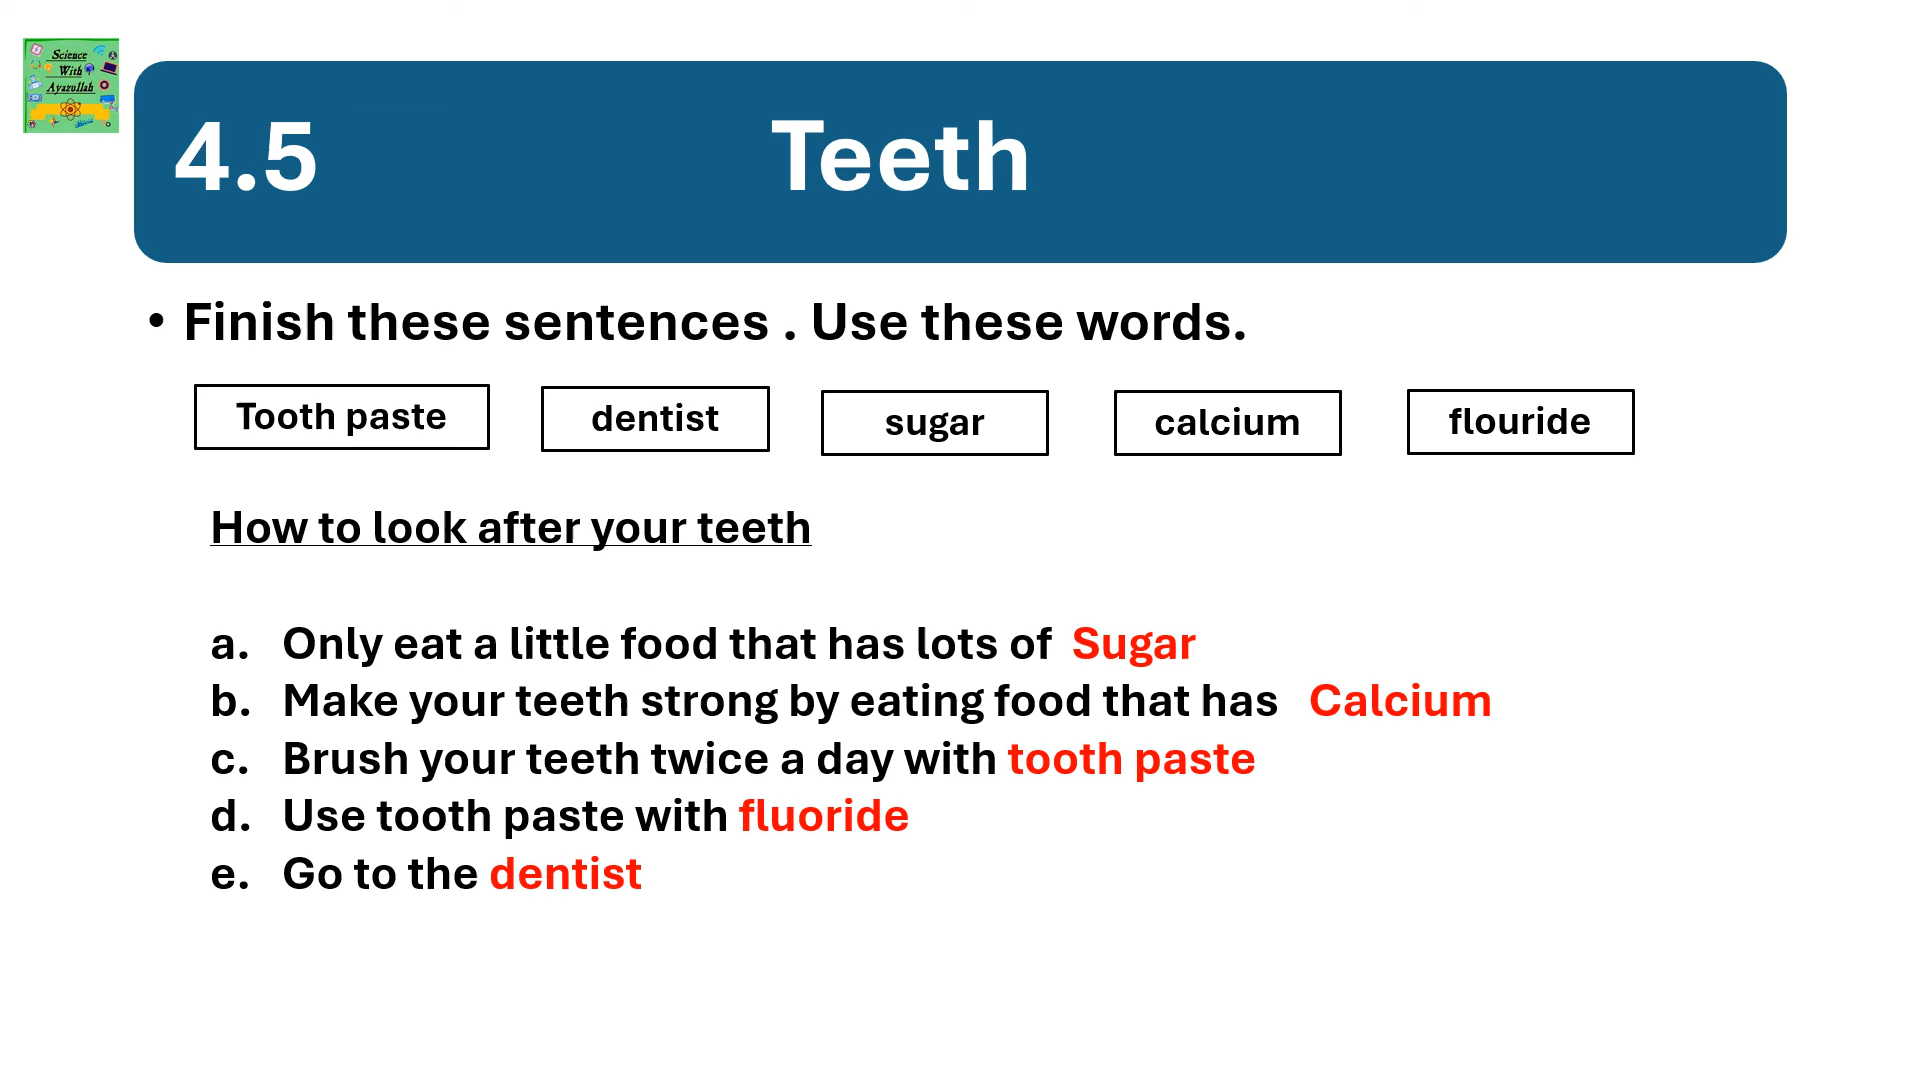 Science
With
Ayazullah
4.5 Teeth
• Finish these sentences . Use these words.
Tooth paste dentist sugar calcium flouride
How to look after your teeth
a. Only eat a little food that has lots of Sugar
b. Make your teeth strong by eating food that has Calcium
c. Brush your teeth twice a day with tooth paste
d. Use tooth paste with fluoride
e. Go to the dentist